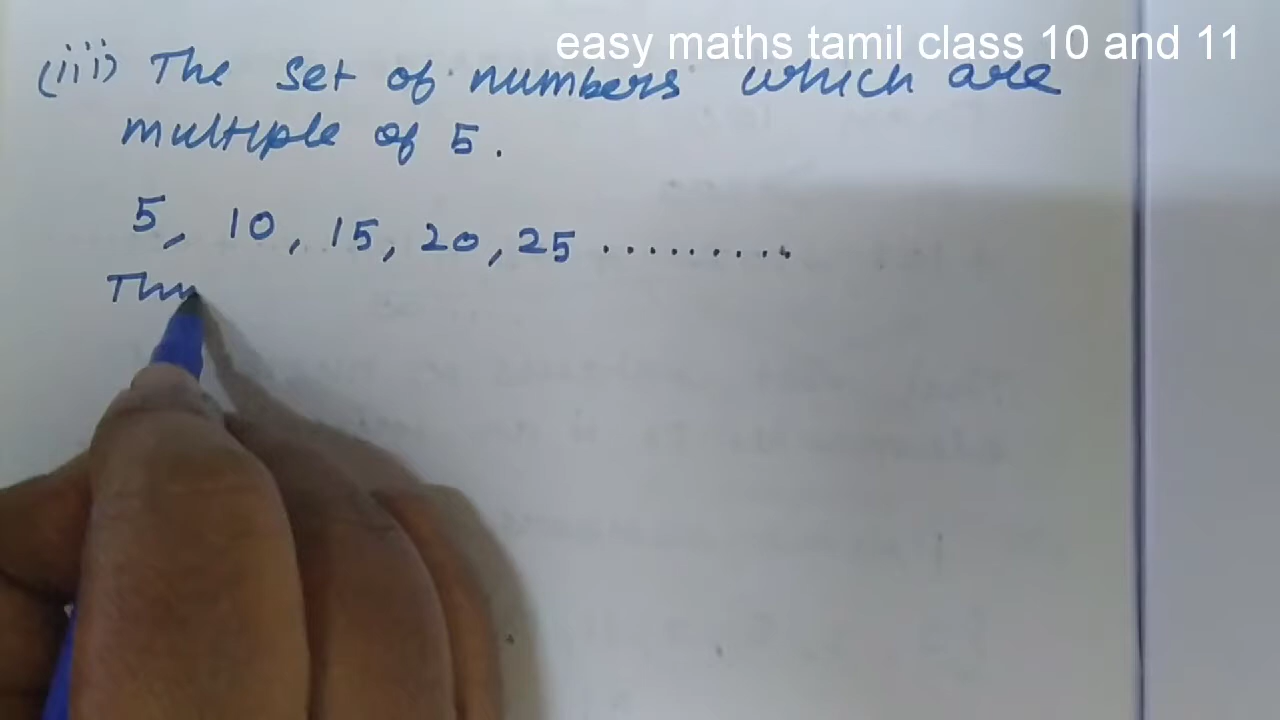 easy maths tamil class 10 and 11
(iii) The set of numbers which are
multiple of 5.
5, 10, 15, 20, 25 .........